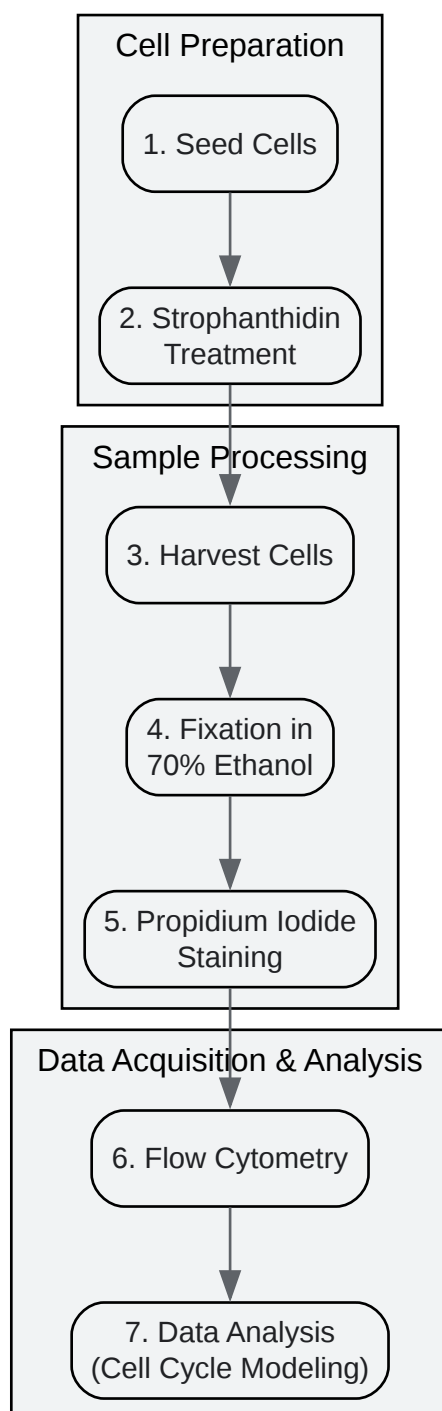 Cell Preparation
1. Seed Cells
2. Strophanthidin
Treatment
Sample Processing
3. Harvest Cells
4. Fixation in
70% Ethanol
5. Propidium Iodide
Staining
Data Acquisition & Analysis
6. Flow Cytometry
7. Data Analysis
(Cell Cycle Modeling)